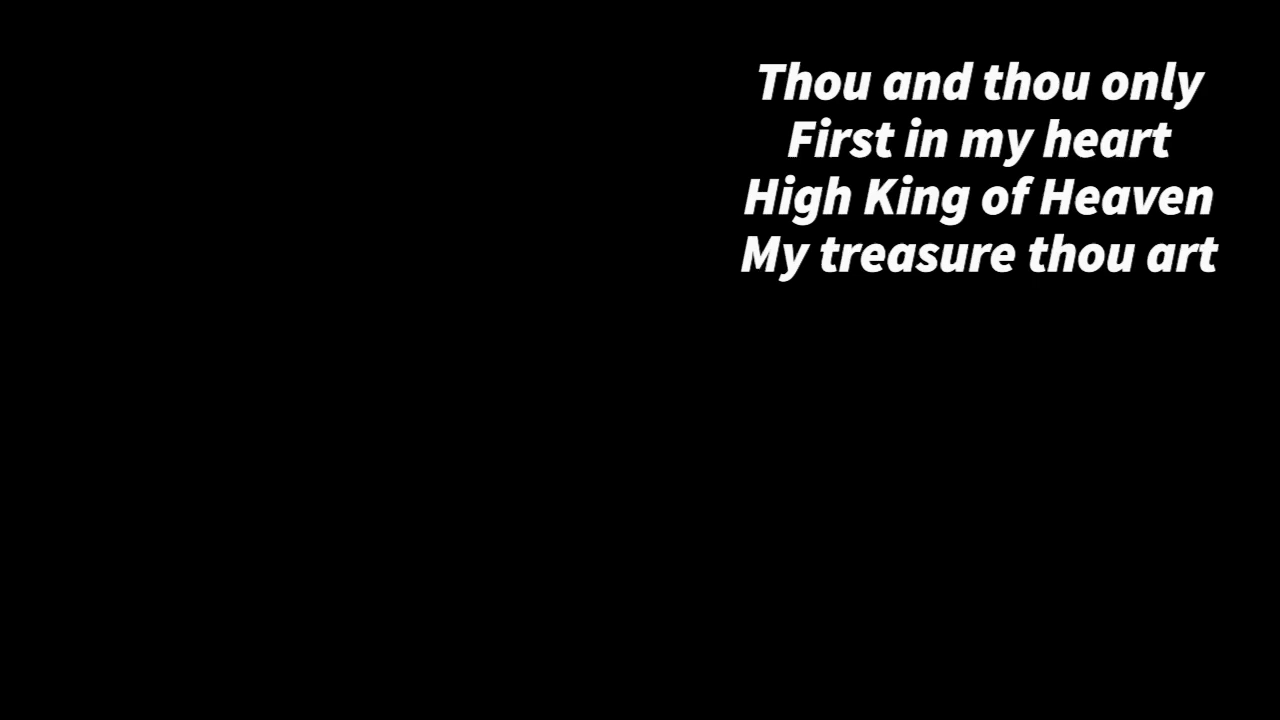 Thou and thou only
First in my heart
High King of Heaven
My treasure thou art